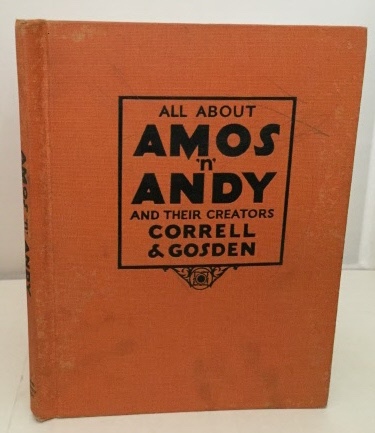 ALL ABOUT
AMOS
'n'
ANDY
AND THEIR CREATORS
CORRELL
& GOSDEN
AMOS 'N' ANDY